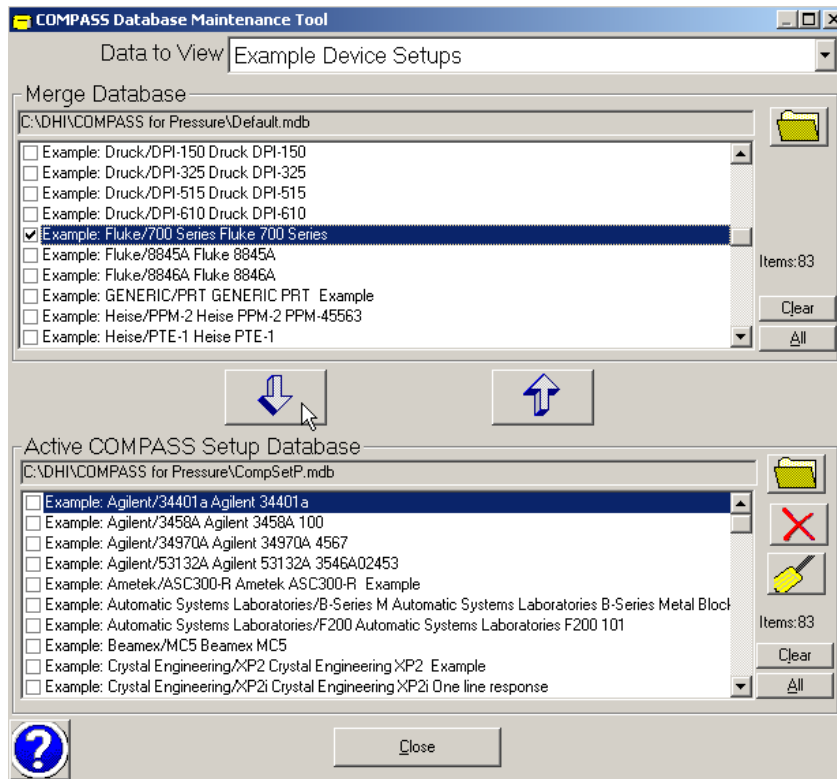 COMPASS Database Maintenance Tool
Data to View Example Device Setups
Merge Database
C:\DHI\COMPASS for Pressure\Default.mdb
Example: Druck/DPI-150 Druck DPI-150
Example: Druck/DPI-325 Druck DPI-325
Example: Druck/DPI-515 Druck DPI-515
Example: Druck/DPI-610 Druck DPI-610
Example: Fluke/700 Series Fluke 700 Series
Example: Fluke/8845A Fluke 8845A
Example: Fluke/8846A Fluke 8846A
Example: GENERIC/PRT GENERIC PRT Example
Example: Heise/PPM-2 Heise PPM-2 PPM-45563
Example: Heise/PTE-1 Heise PTE-1
Items:83
Clear
All
Active COMPASS Setup Database
C:\DHI\COMPASS for Pressure\CompSetP.mdb
Example: Agilent/34401a Agilent 34401a
Example: Agilent/3458A Agilent 3458A 100
Example: Agilent/34970A Agilent 34970A 4567
Example: Agilent/53132A Agilent 53132A 3546A02453
Example: Ametek/ASC300-R Ametek ASC300-R Example
Example: Automatic Systems Laboratories/B-Series M Automatic Systems Laboratories B-Series Metal Block
Example: Automatic Systems Laboratories/F200 Automatic Systems Laboratories F200 101
Example: Beamex/MC5 Beamex MC5
Example: Crystal Engineering/XP2 Crystal Engineering XP2 Example
Example: Crystal Engineering/XP2i Crystal Engineering XP2i One line response
Items:83
Clear
All
?
Close